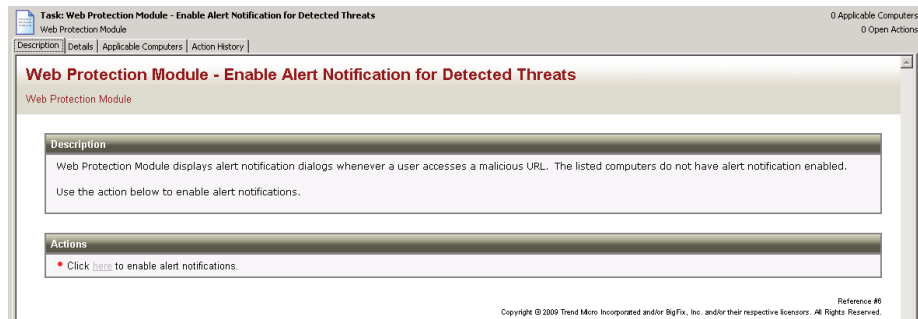 Task: Web Protection Module - Enable Alert Notification for Detected Threats
0 Applicable Computers
Web Protection Module
0 Open Actions
Description
Details
Applicable Computers
Action History
Web Protection Module - Enable Alert Notification for Detected Threats
Web Protection Module
Description
Web Protection Module displays alert notification dialogs whenever a user accesses a malicious URL. The listed computers do not have alert notification enabled.
Use the action below to enable alert notifications.
Actions
Click here to enable alert notifications.
Reference #6
Copyright © 2009 Trend Micro Incorporated and/or BigFix, Inc. and/or their respective licensors. All Rights Reserved.